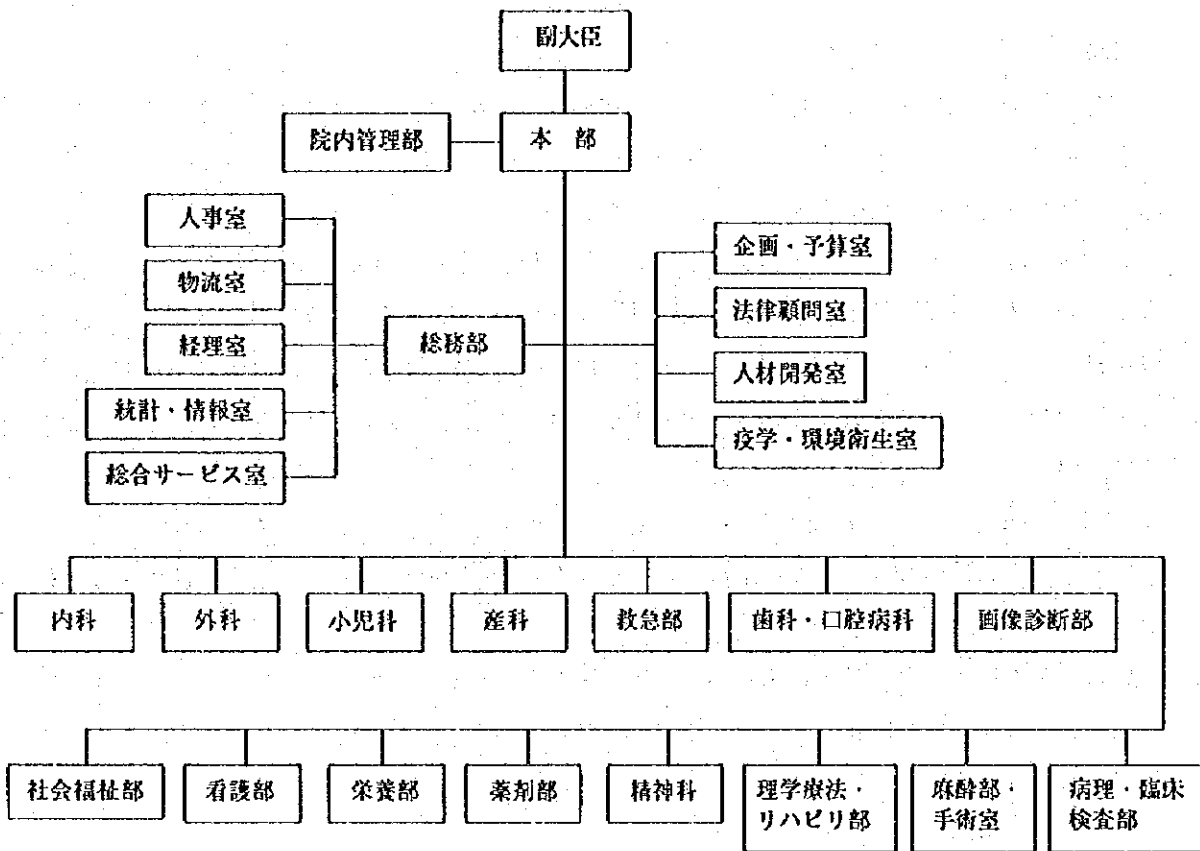 副大臣
院内管理部
本 部
人事室
物流室
経理室
統計・情報室
総合サービス室
総務部
企画・予算室
法律顧問室
人材開発室
疫学・環境衛生室
内科
外科
小児科
産科
救急部
歯科・口腔病科
画像診断部
社会福祉部
看護部
栄養部
薬剤部
精神科
理学療法・
リハビリ部
麻酔部・
手術室
病理・臨床
検査部